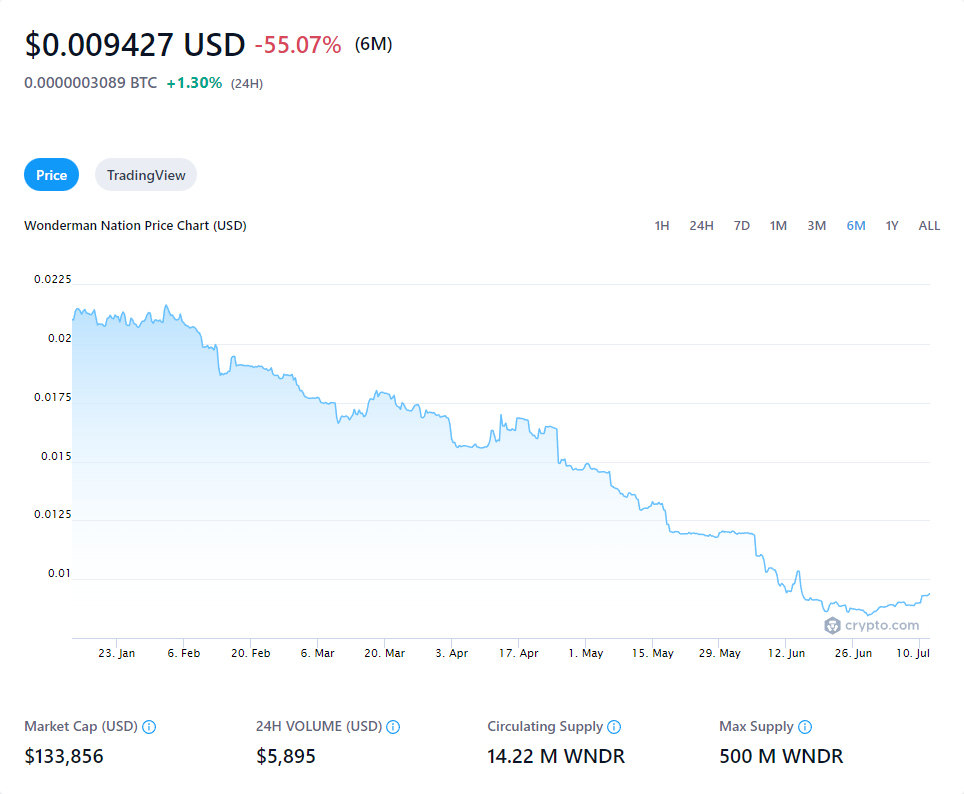 $0.009427 USD -55.07% (6M)
0.0000003089 BTC +1.30% (24H)
Price TradingView
Wonderman Nation Price Chart (USD) 1H 24H 7D 1M 3M 6M 1Y ALL
0.0225
0.02
0.0175
0.015
0.0125
0.01
crypto.com
23. Jan 6. Feb 20. Feb 6. Mar 20. Mar 3. Apr 17. Apr 1. May 15. May 29. May 12. Jun 26. Jun 10. Jul
Market Cap (USD) 24H VOLUME (USD) Circulating Supply Max Supply
$133,856 $5,895 14.22 M WNDR 500 M WNDR